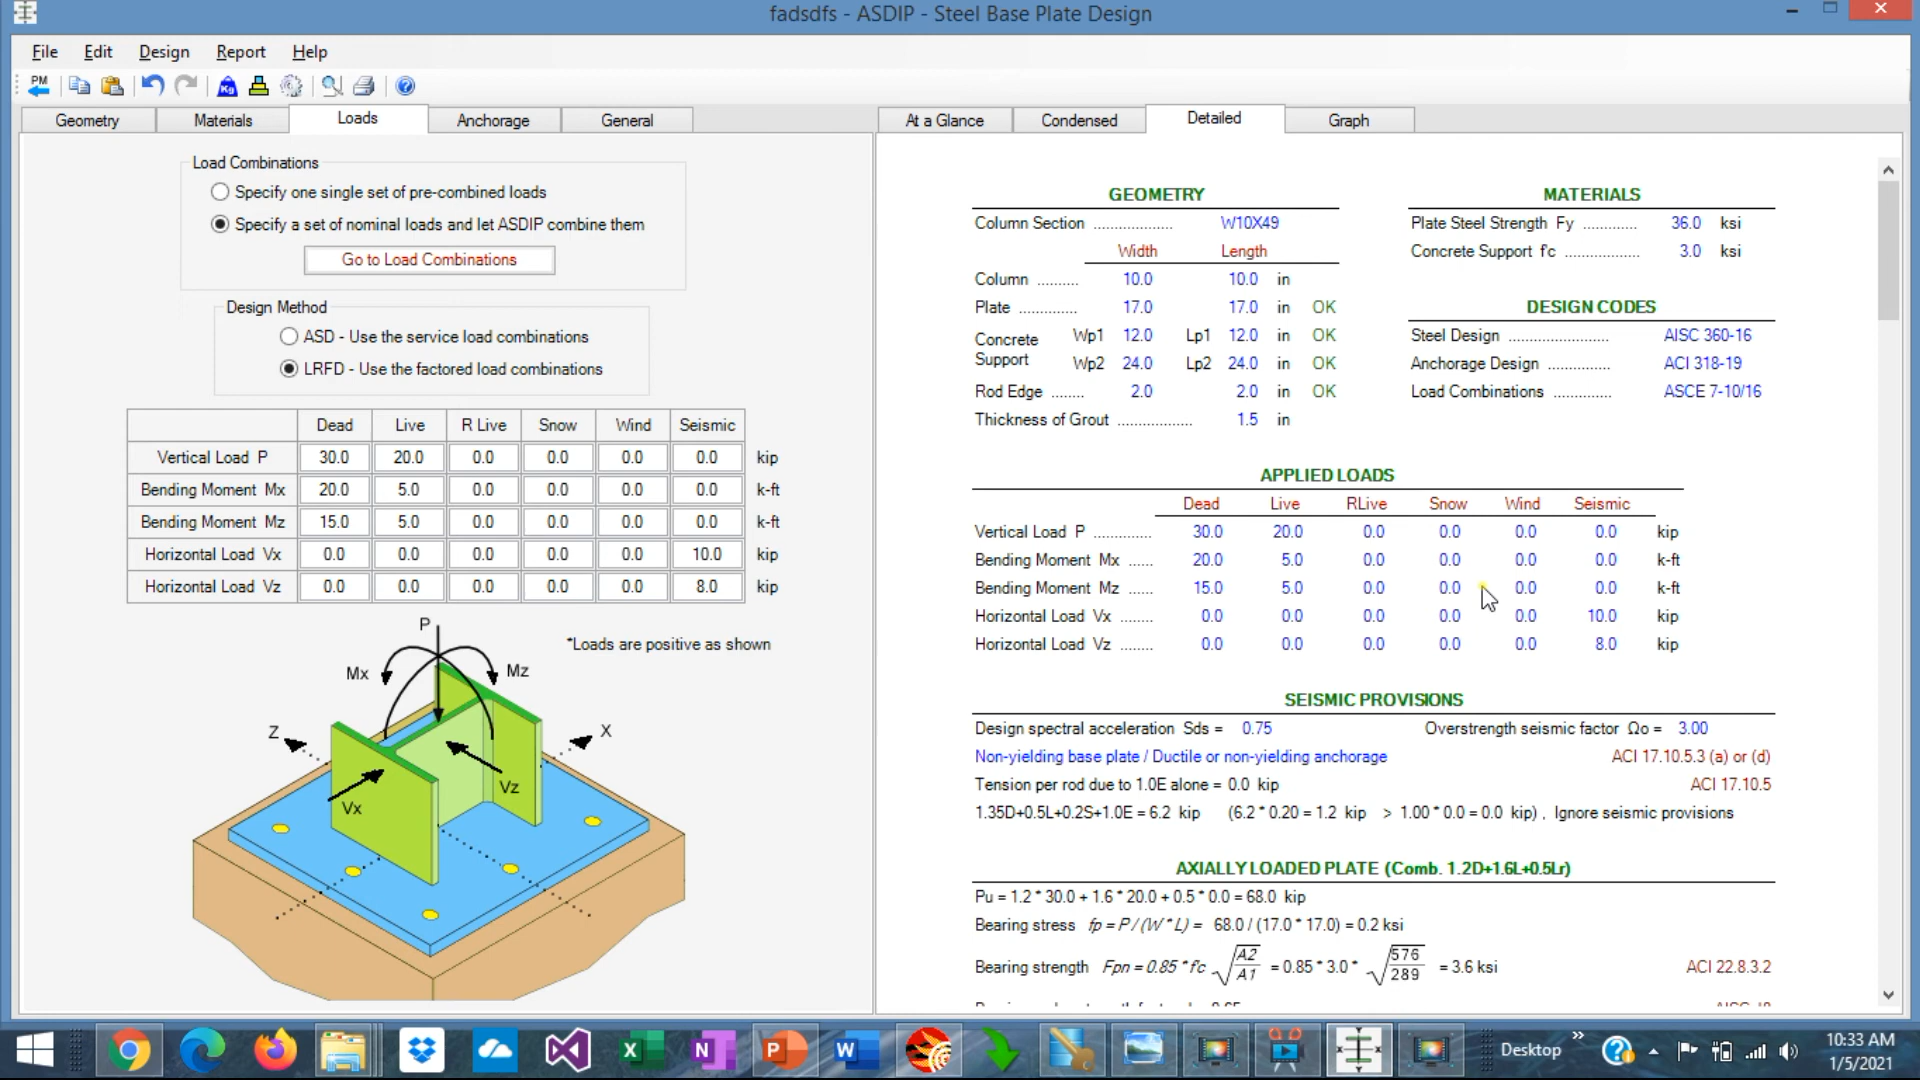 fadsdfs - ASDIP - Steel Base Plate Design
File Edit Design Report Help
PM Kg
Geometry Materials Loads Anchorage General
Load Combinations
Specify one single set of pre-combined loads
Specify a set of nominal loads and let ASDIP combine them
Go to Load Combinations
Design Method
ASD - Use the service load combinations
LRFD - Use the factored load combinations
Dead Live R Live Snow Wind Seismic
Vertical Load P 30.0 20.0 0.0 0.0 0.0 0.0 kip
Bending Moment Mx 20.0 5.0 0.0 0.0 0.0 0.0 k-ft
Bending Moment Mz 15.0 5.0 0.0 0.0 0.0 0.0 k-ft
Horizontal Load Vx 0.0 0.0 0.0 0.0 0.0 10.0 kip
Horizontal Load Vz 0.0 0.0 0.0 0.0 0.0 8.0 kip
*Loads are positive as shown
P
Mx Mz
Z X
Vx Vz
At a Glance Condensed Detailed Graph
GEOMETRY
Column Section ................... W10X49
Width Length
Column .......... 10.0 10.0 in
Plate .............. 17.0 17.0 in OK
Concrete Support Wp1 12.0 Lp1 12.0 in OK
Wp2 24.0 Lp2 24.0 in OK
Rod Edge ........ 2.0 2.0 in OK
Thickness of Grout .................. 1.5 in
MATERIALS
Plate Steel Strength Fy ............. 36.0 ksi
Concrete Support f'c .................. 3.0 ksi
DESIGN CODES
Steel Design ........................ AISC 360-16
Anchorage Design ............... ACI 318-19
Load Combinations .............. ASCE 7-10/16
APPLIED LOADS
Dead Live RLive Snow Wind Seismic
Vertical Load P .............. 30.0 20.0 0.0 0.0 0.0 0.0 kip
Bending Moment Mx ...... 20.0 5.0 0.0 0.0 0.0 0.0 k-ft
Bending Moment Mz ...... 15.0 5.0 0.0 0.0 0.0 0.0 k-ft
Horizontal Load Vx ........ 0.0 0.0 0.0 0.0 0.0 10.0 kip
Horizontal Load Vz ........ 0.0 0.0 0.0 0.0 0.0 8.0 kip
SEISMIC PROVISIONS
Design spectral acceleration Sds = 0.75 Overstrength seismic factor Ωo = 3.00
Non-yielding base plate / Ductile or non-yielding anchorage ACI 17.10.5.3 (a) or (d)
Tension per rod due to 1.0E alone = 0.0 kip ACI 17.10.5
1.35D+0.5L+0.2S+1.0E = 6.2 kip (6.2 * 0.20 = 1.2 kip > 1.00 * 0.0 = 0.0 kip) , Ignore seismic provisions
AXIALLY LOADED PLATE (Comb. 1.2D+1.6L+0.5Lr)
Pu = 1.2 * 30.0 + 1.6 * 20.0 + 0.5 * 0.0 = 68.0 kip
Bearing stress fp = P / (W * L) = 68.0 / (17.0 * 17.0) = 0.2 ksi
Bearing strength Fpn = 0.85 * f'c √A2/A1 = 0.85 * 3.0 * √576/289 = 3.6 ksi ACI 22.8.3.2
Desktop
10:33 AM
1/5/2021